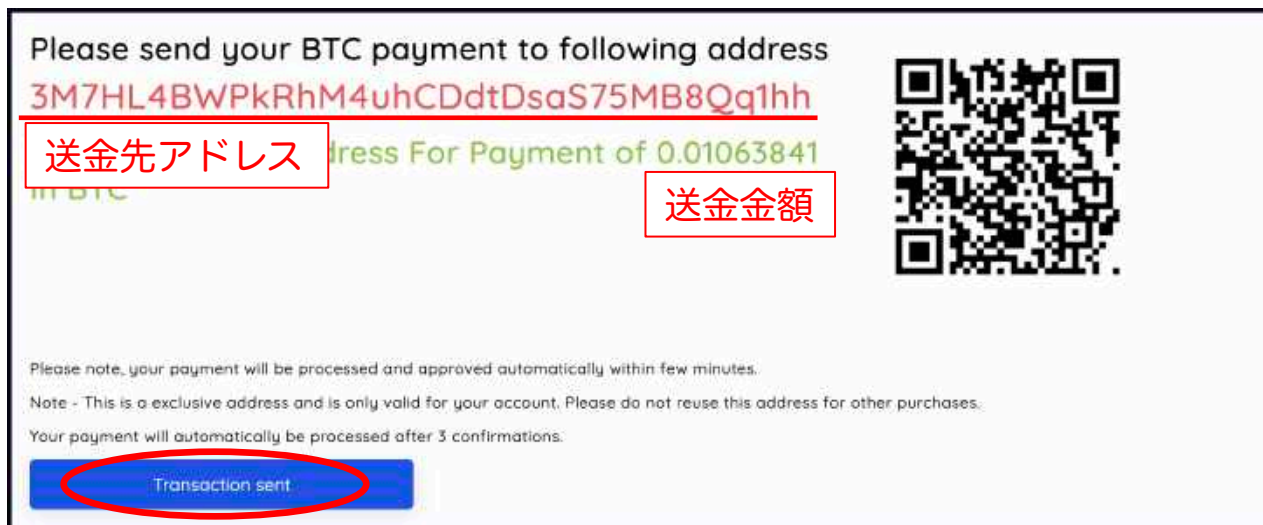 Please send your BTC payment to following address
3M7HL4BWPkRhM4uhCDdtDsaS75MB8Qq1hh
送金先アドレス
dress For Payment of 0.01063841
in BTC
送金金額
Please note, your payment will be processed and approved automatically within few minutes.
Note - This is a exclusive address and is only valid for your account. Please do not reuse this address for other purchases.
Your payment will automatically be processed after 3 confirmations.
Transaction sent